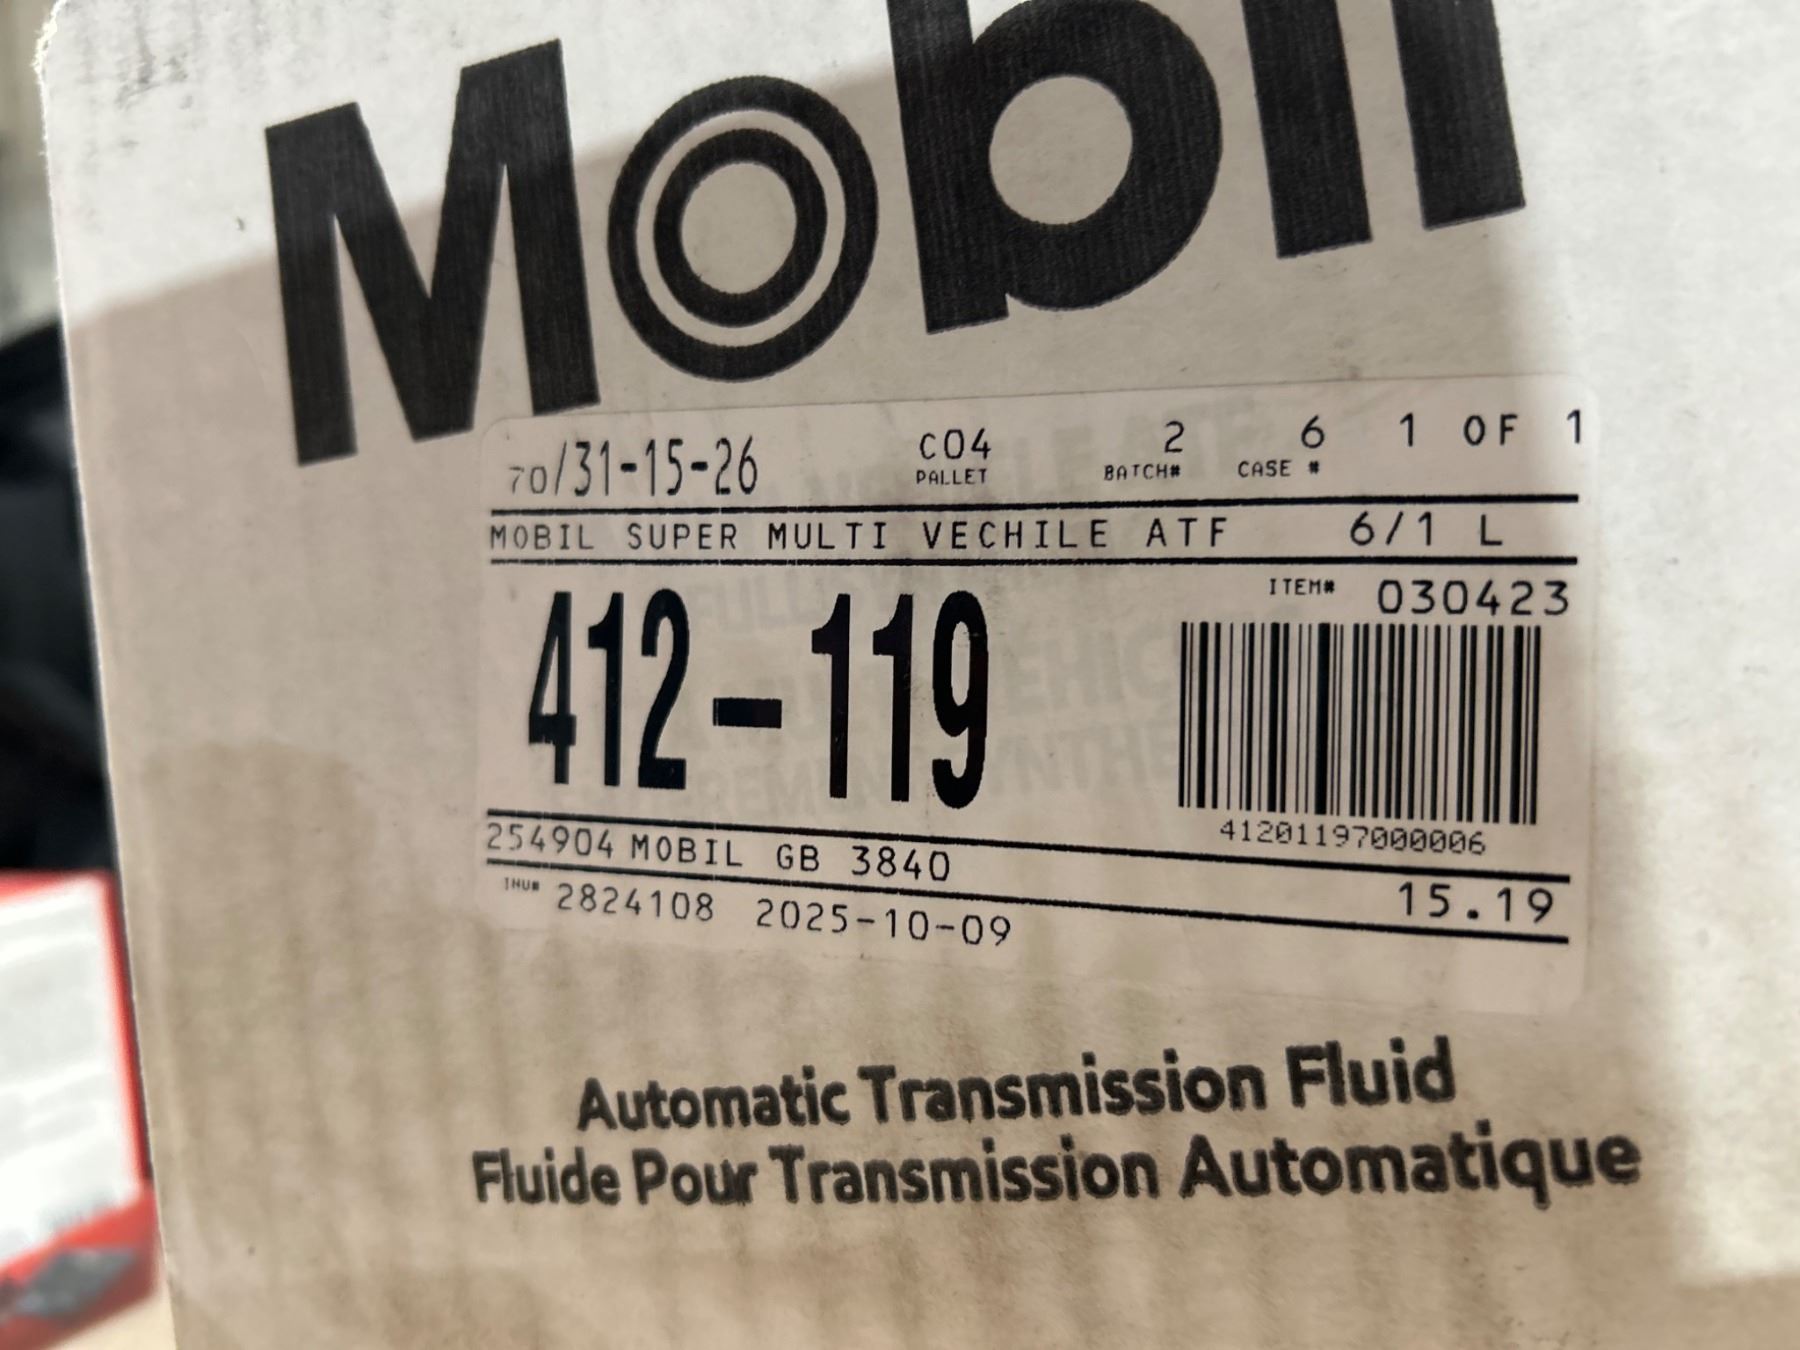 Mobil
70/31-15-26 C04 2 6 1 OF 1
PALLET BATCH# CASE #
MOBIL SUPER MULTI VECHILE ATF 6/1 L
ITEM# 030423
412-119
41201197000006
254904 MOBIL GB 3840
15.19
INV# 2824108 2025-10-09
Automatic Transmission Fluid
Fluide Pour Transmission Automatique